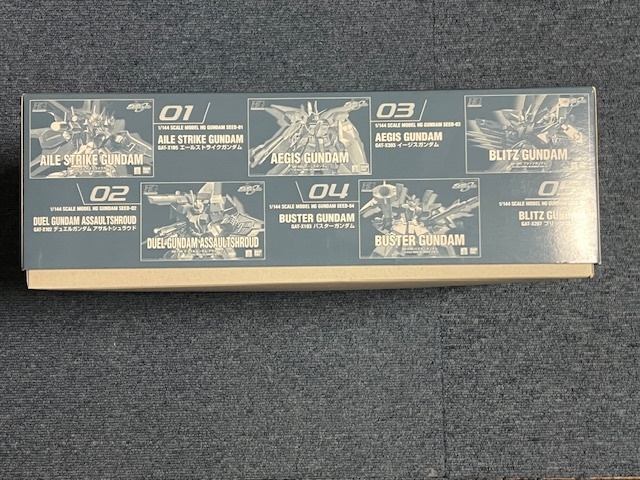 AILE STRIKE GUNDAM
01
1/144 SCALE MODEL HG GUNDAM SEED-01
AILE STRIKE GUNDAM
GAT-X105 エールストライクガンダム
AEGIS GUNDAM
03
1/144 SCALE MODEL HG GUNDAM SEED-03
AEGIS GUNDAM
GAT-X303 イージスガンダム
BLITZ GUNDAM
02
1/144 SCALE MODEL HG GUNDAM SEED-02
DUEL GUNDAM ASSAULTSHROUD
GAT-X102 デュエルガンダム アサルトシュラウド
DUEL GUNDAM ASSAULTSHROUD
04
1/144 SCALE MODEL HG GUNDAM SEED-04
BUSTER GUNDAM
GAT-X103 バスターガンダム
BUSTER GUNDAM
05
1/144 SCALE MODEL HG GUNDAM
BLITZ GUNDAM
GAT-X207